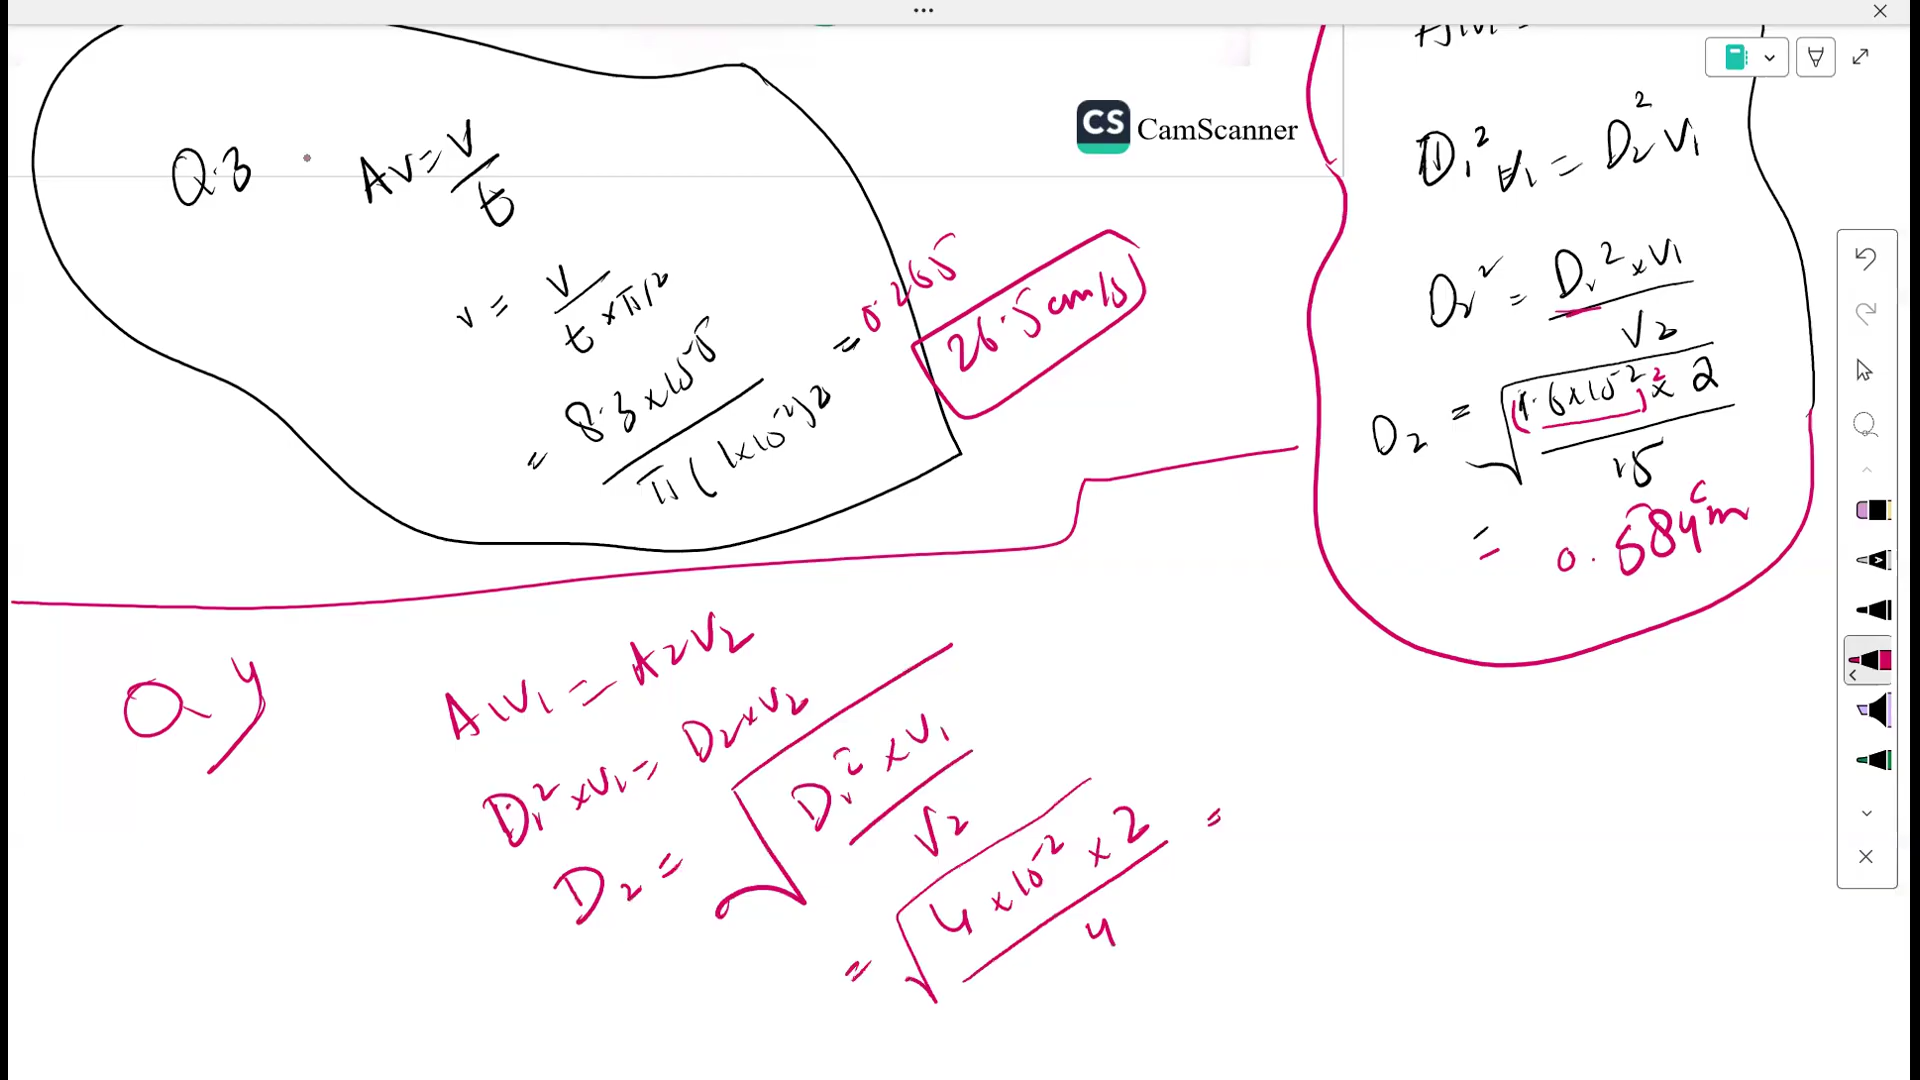 CS CamScanner
Q.3 AV = V/t
v = V/(t × πr²)
= 8.3×10⁻⁵/π(1×10⁻²)² = 0.265
26.5 cm/s
D₁² V₁ = D₂² V₁
D₂² = D₁² × V₁/V₂
D₂ = √((1.6×10⁻²)² × 2/15)
= 0.584 cm
Q 4
A₁V₁ = A₂V₂
D₁² × V₁ = D₂ × V₂
D₂ = √(D₁² × V₁/V₂)
= √(4×10⁻² × 2/4) =